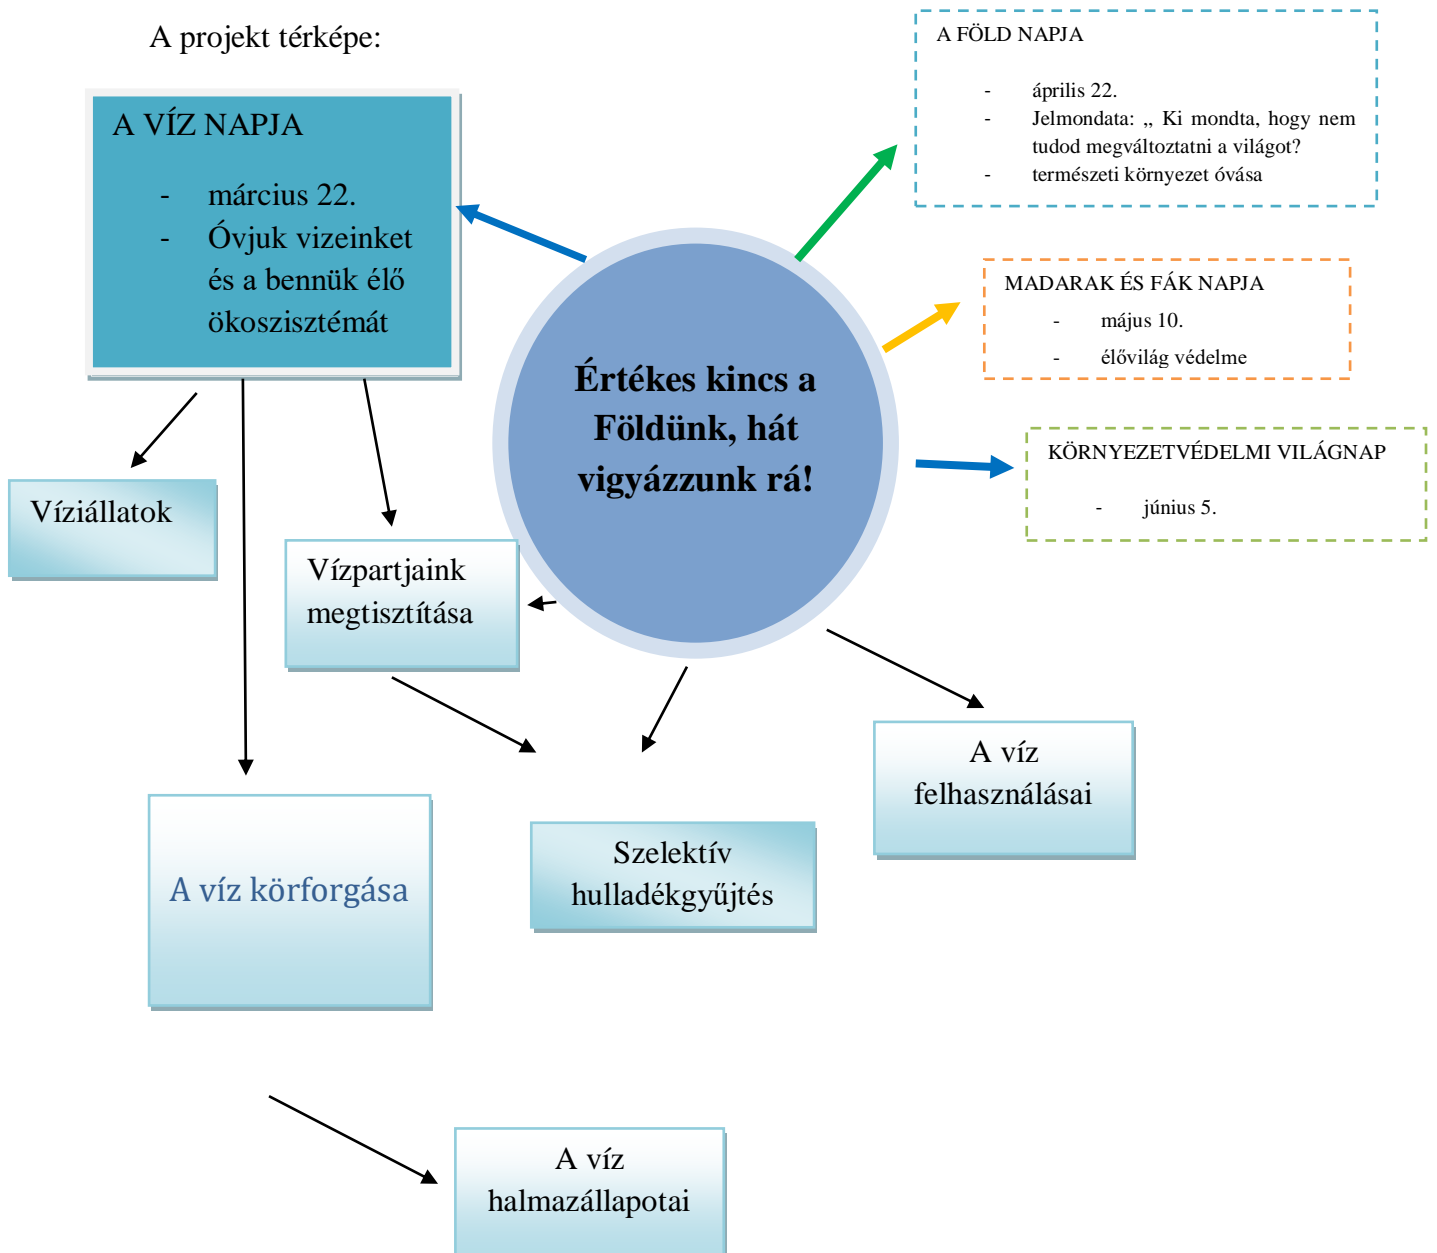 A projekt térképe:
A VÍZ NAPJA
- március 22.
- Óvjuk vizeinket
és a bennük élő
ökoszisztémát
A FÖLD NAPJA
- április 22.
- Jelmondata: „ Ki mondta, hogy nem
tudod megváltoztatni a világot?
- természeti környezet óvása
MADARAK ÉS FÁK NAPJA
- május 10.
- élővilág védelme
Értékes kincs a
Földünk, hát
vigyázzunk rá!
KÖRNYEZETVÉDELMI VILÁGNAP
- június 5.
Víziállatok
Vízpartjaink
megtisztítása
A víz
felhasználásai
A víz körforgása
Szelektív
hulladékgyűjtés
A víz
halmazállapotai